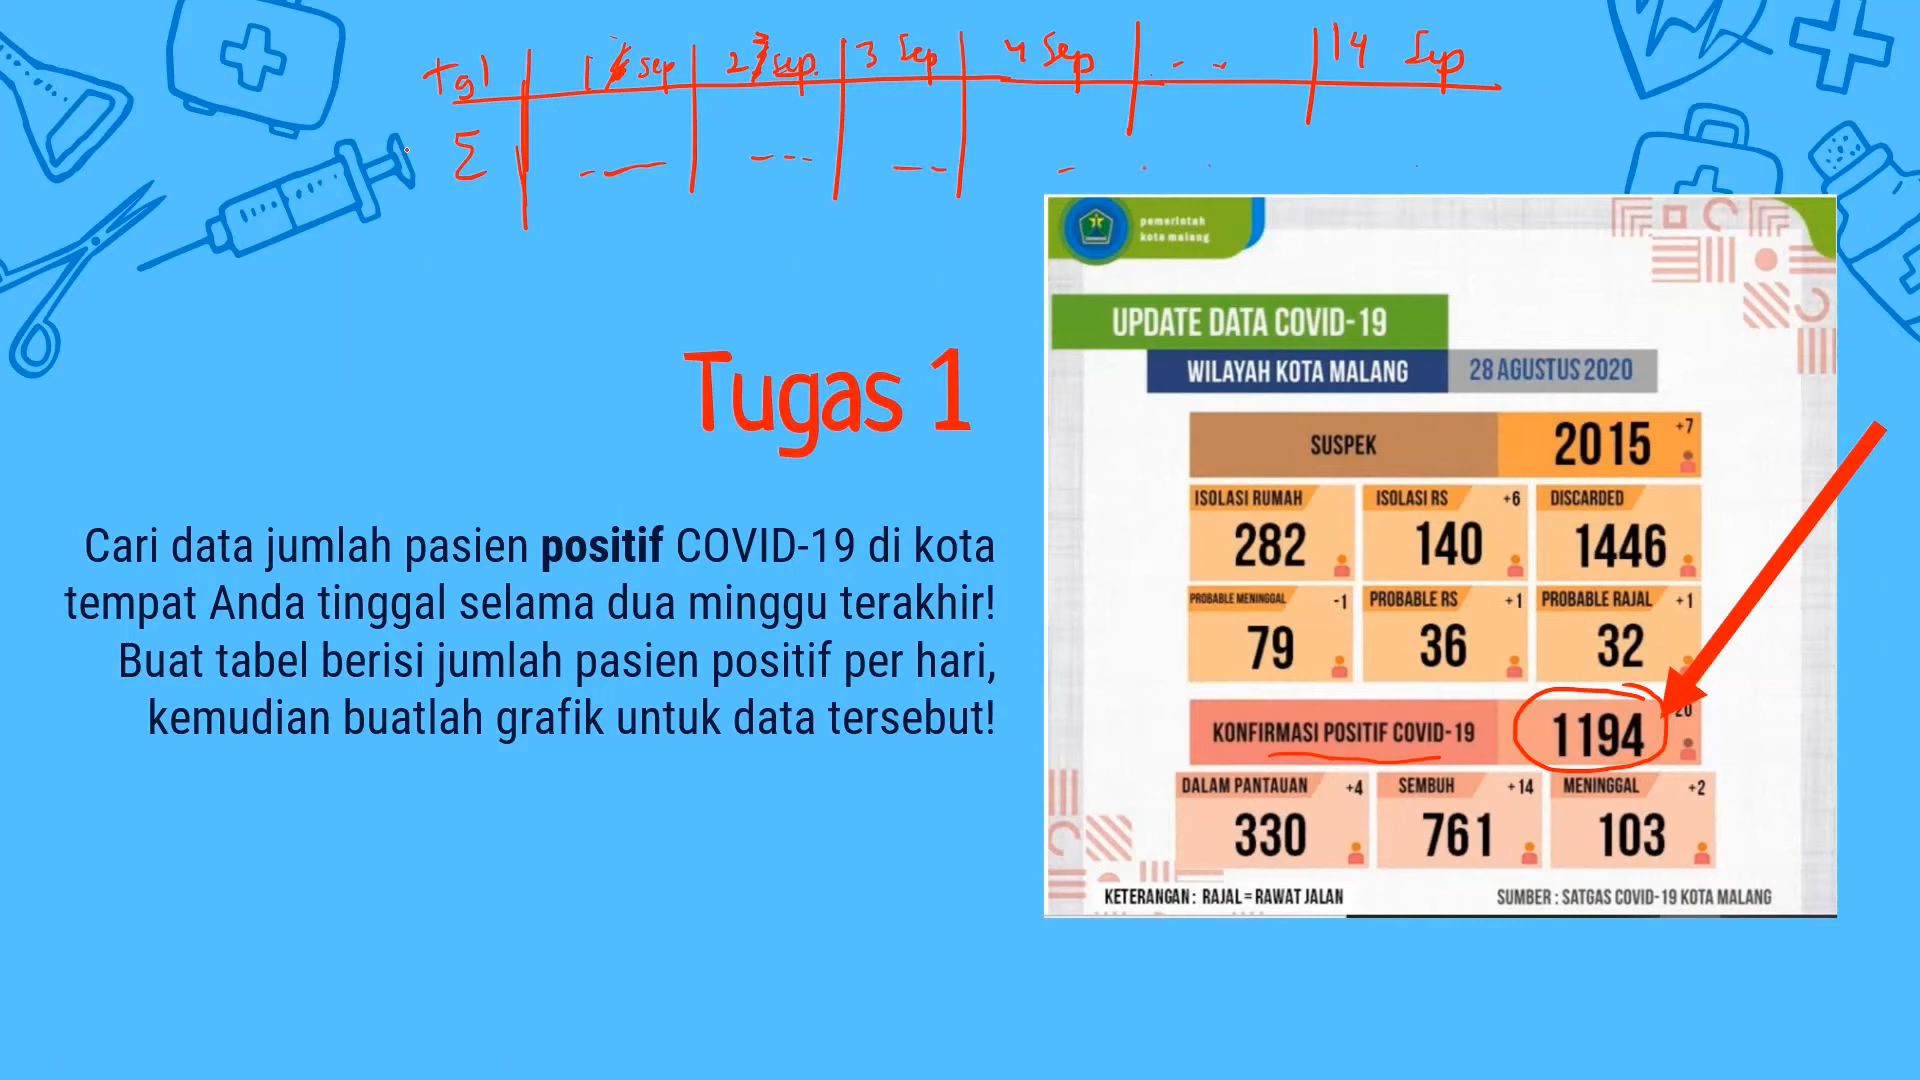 tgl 1 Sep 2 Sep. 3 Sep 4 Sep - - 14 Sep
Σ
pemerintah
kota malang
UPDATE DATA COVID-19
WILAYAH KOTA MALANG 28 AGUSTUS 2020
Tugas 1
Cari data jumlah pasien positif COVID-19 di kota
tempat Anda tinggal selama dua minggu terakhir!
Buat tabel berisi jumlah pasien positif per hari,
kemudian buatlah grafik untuk data tersebut!
SUSPEK 2015 +7
ISOLASI RUMAH ISOLASI RS +6 DISCARDED
282 140 1446
PROBABLE MENINGGAL -1 PROBABLE RS +1 PROBABLE RAJAL +1
79 36 32
KONFIRMASI POSITIF COVID-19 1194 20
DALAM PANTAUAN +4 SEMBUH +14 MENINGGAL +2
330 761 103
KETERANGAN : RAJAL = RAWAT JALAN SUMBER : SATGAS COVID-19 KOTA MALANG